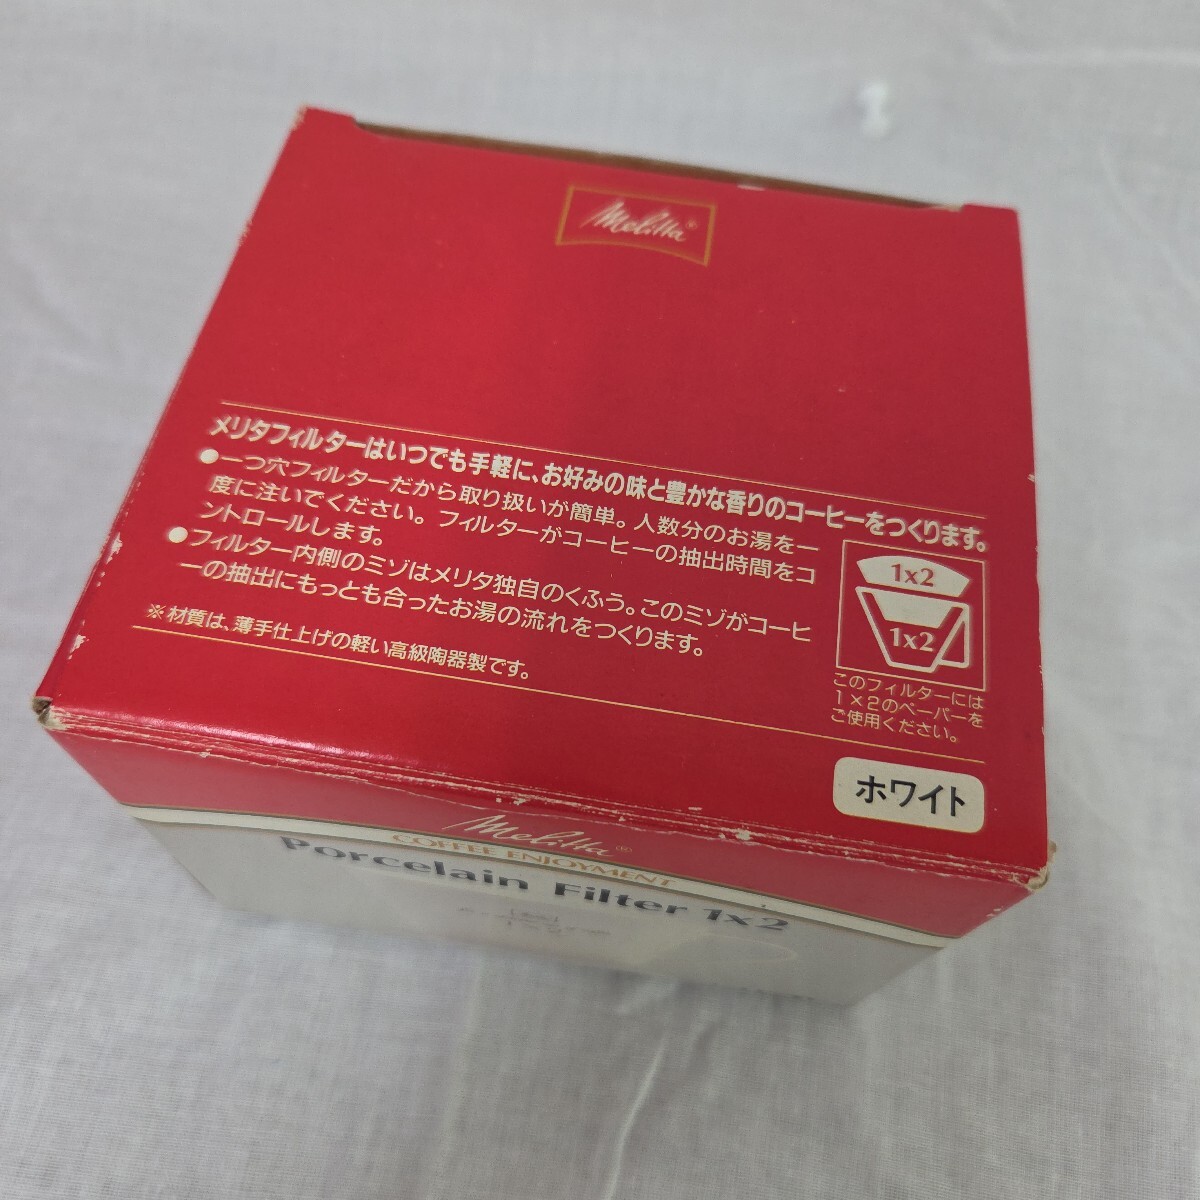 Melitta®
メリタフィルターはいつでも手軽に、お好みの味と豊かな香りのコーヒーをつくります。
●一つ穴フィルターだから取り扱いが簡単。人数分のお湯を一
度に注いでください。フィルターがコーヒーの抽出時間をコ
ントロールします。
●フィルター内側のミゾはメリタ独自のくふう。このミゾがコーヒ
ーの抽出にもっとも合ったお湯の流れをつくります。
※材質は、薄手仕上げの軽い高級陶器製です。
1x2
1x2
このフィルターには
1×2のペーパーを
ご使用ください。
ホワイト
Melitta®
COFFEE ENJOYMENT
Porcelain Filter 1x2